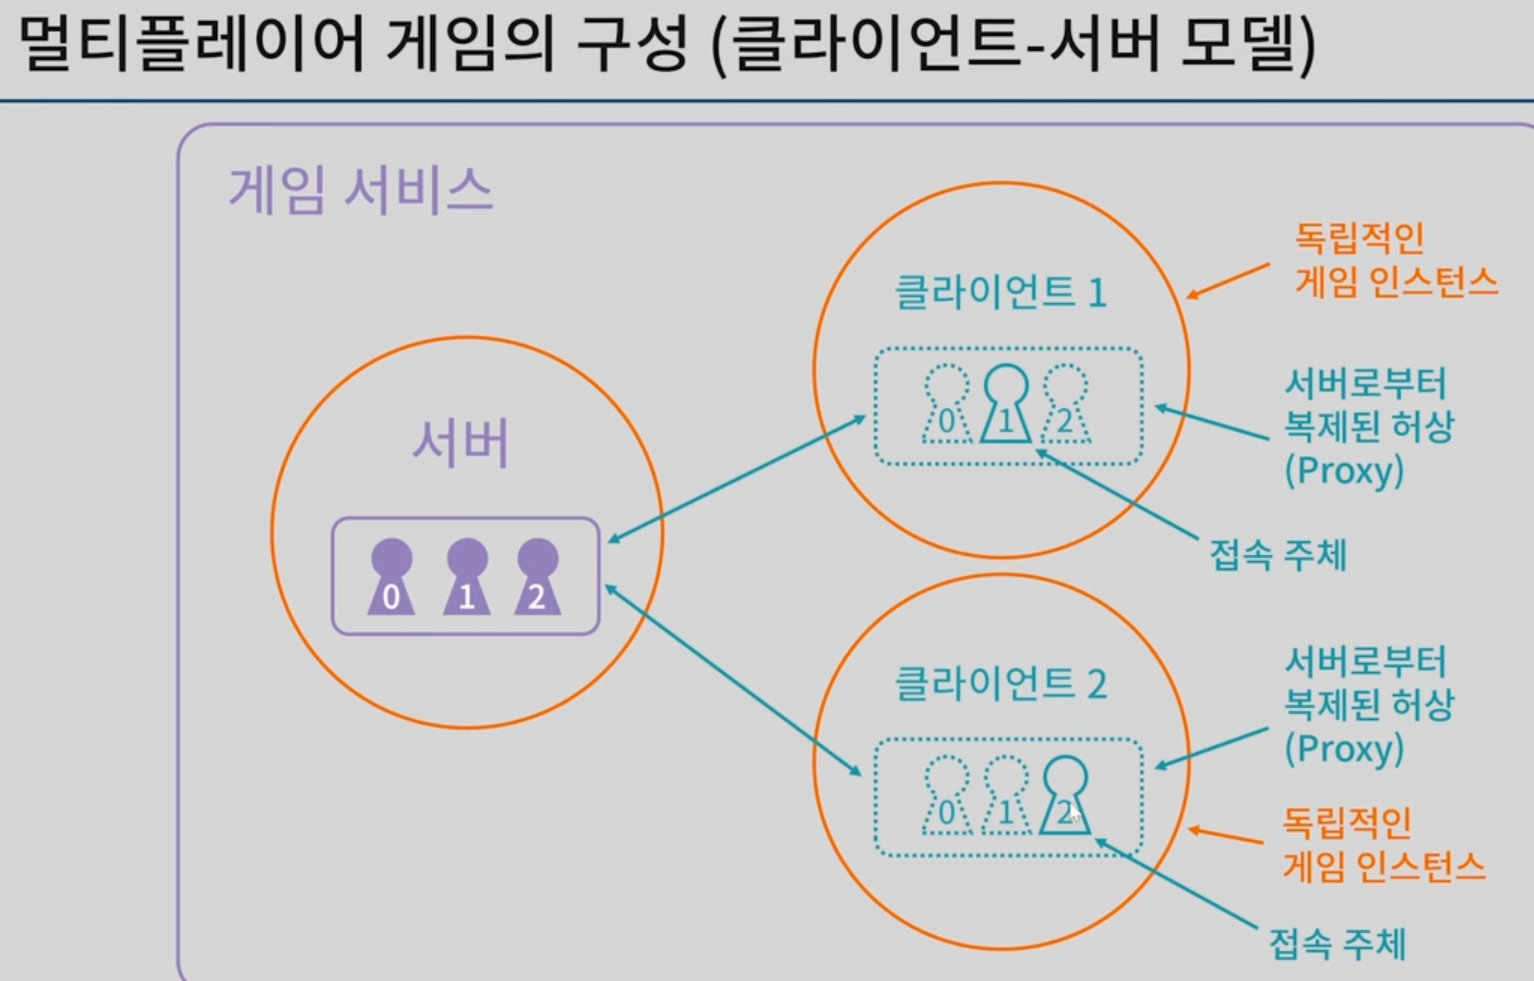 멀티플레이어 게임의 구성 (클라이언트-서버 모델)
게임 서비스
서버
0 1 2
클라이언트 1
0 1 2
독립적인
게임 인스턴스
서버로부터
복제된 허상
(Proxy)
접속 주체
클라이언트 2
0 1 2
서버로부터
복제된 허상
(Proxy)
독립적인
게임 인스턴스
접속 주체